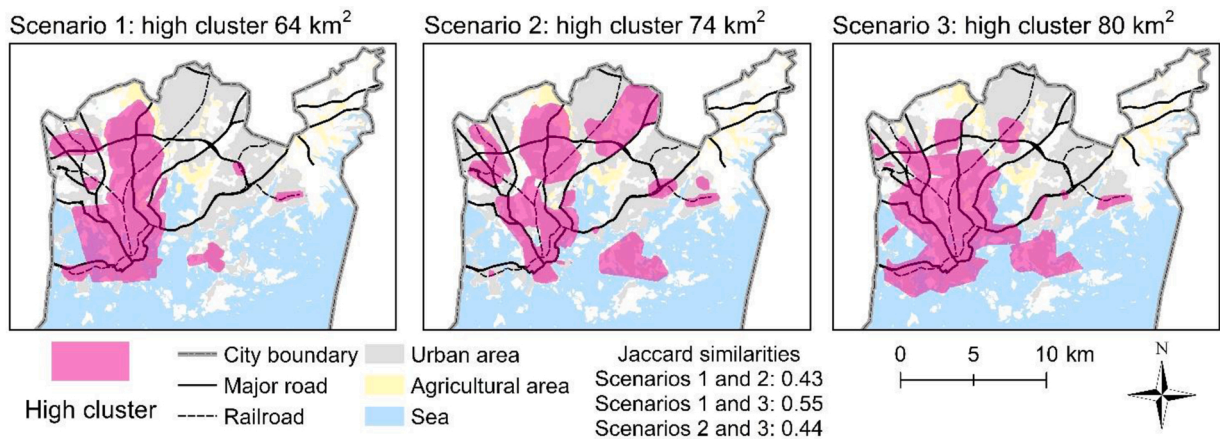 Scenario 1: high cluster 64 km²
Scenario 2: high cluster 74 km²
Scenario 3: high cluster 80 km²
High cluster
City boundary
Major road
Railroad
Urban area
Agricultural area
Sea
Jaccard similarities
Scenarios 1 and 2: 0.43
Scenarios 1 and 3: 0.55
Scenarios 2 and 3: 0.44
0 5 10 km
N